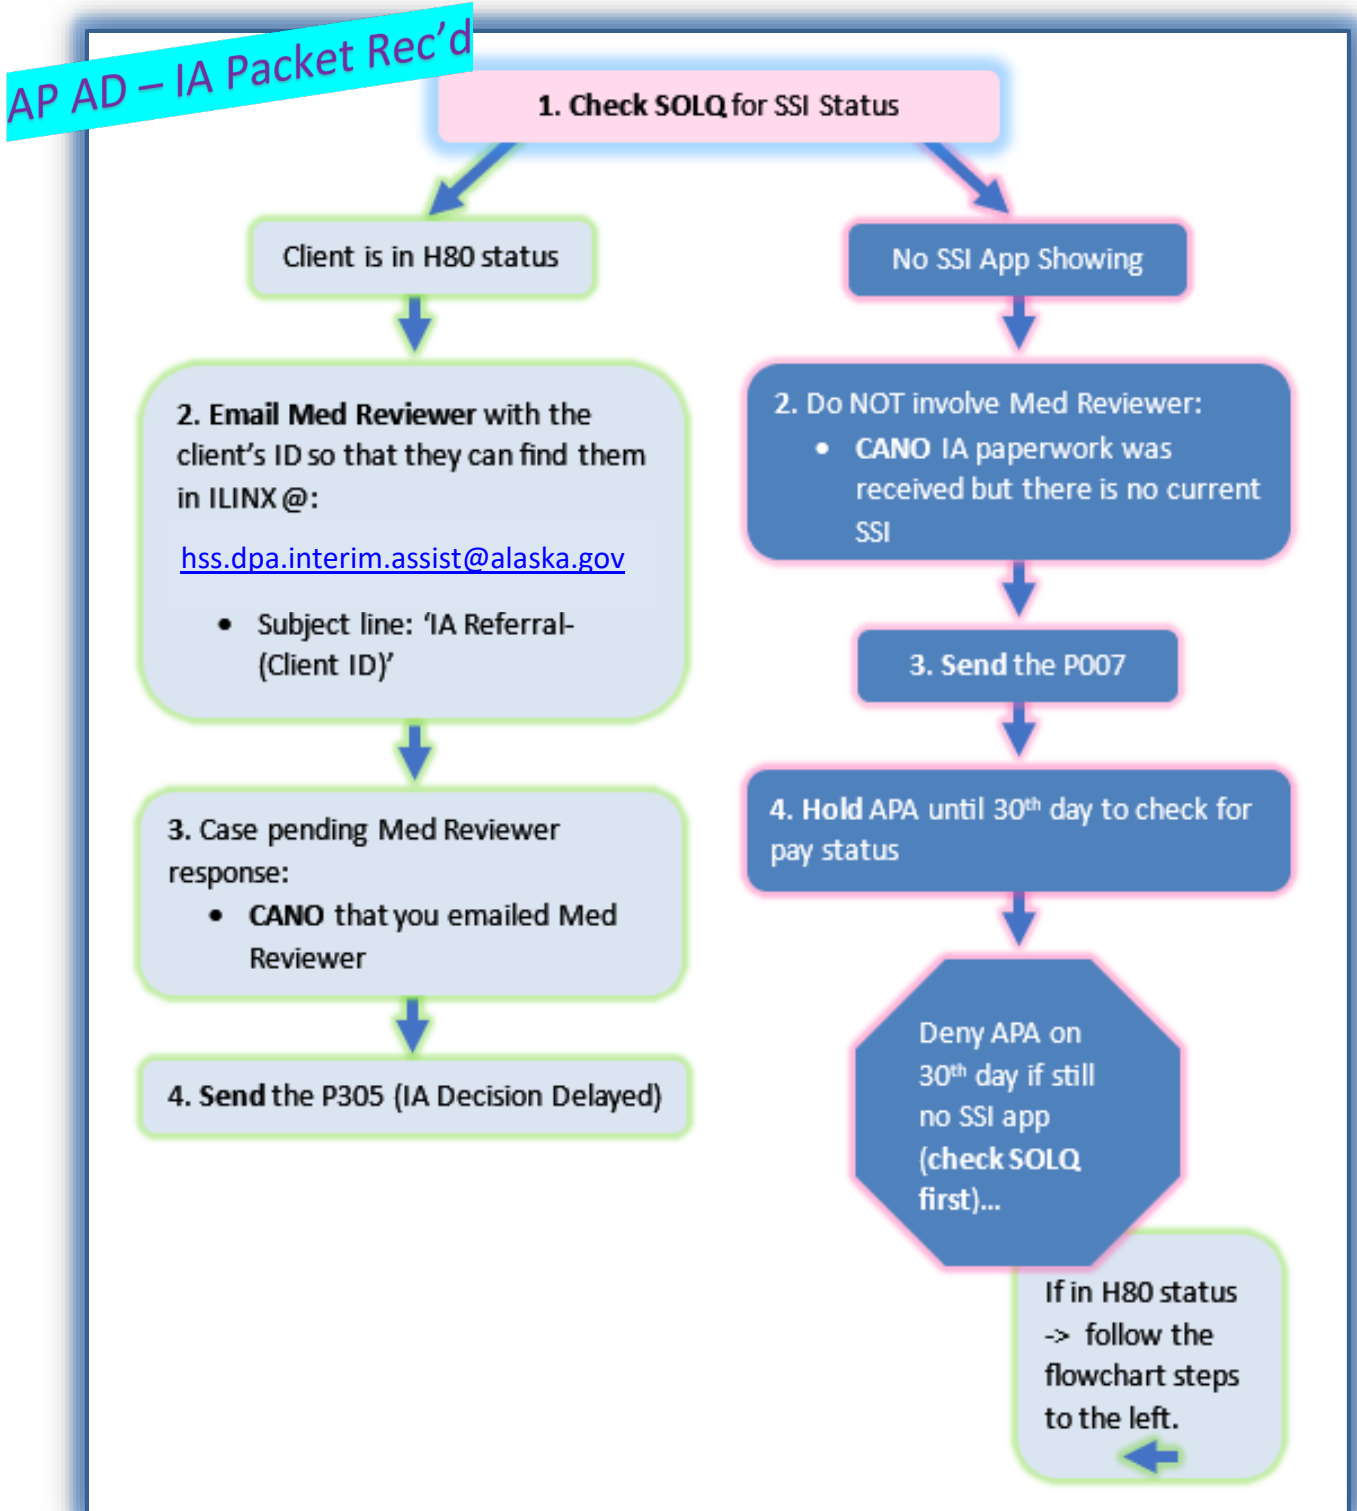 AP AD – IA Packet Rec’d
1. Check SOLQ for SSI Status
Client is in H80 status
2. Email Med Reviewer with the
client’s ID so that they can find them
in ILINX @:
hss.dpa.interim.assist@alaska.gov
• Subject line: ‘IA Referral-
(Client ID)’
3. Case pending Med Reviewer
response:
• CANO that you emailed Med
Reviewer
4. Send the P305 (IA Decision Delayed)
No SSI App Showing
2. Do NOT involve Med Reviewer:
• CANO IA paperwork was
received but there is no current
SSI
3. Send the P007
4. Hold APA until 30th day to check for
pay status
Deny APA on
30th day if still
no SSI app
(check SOLQ
first)...
If in H80 status
-> follow the
flowchart steps
to the left.